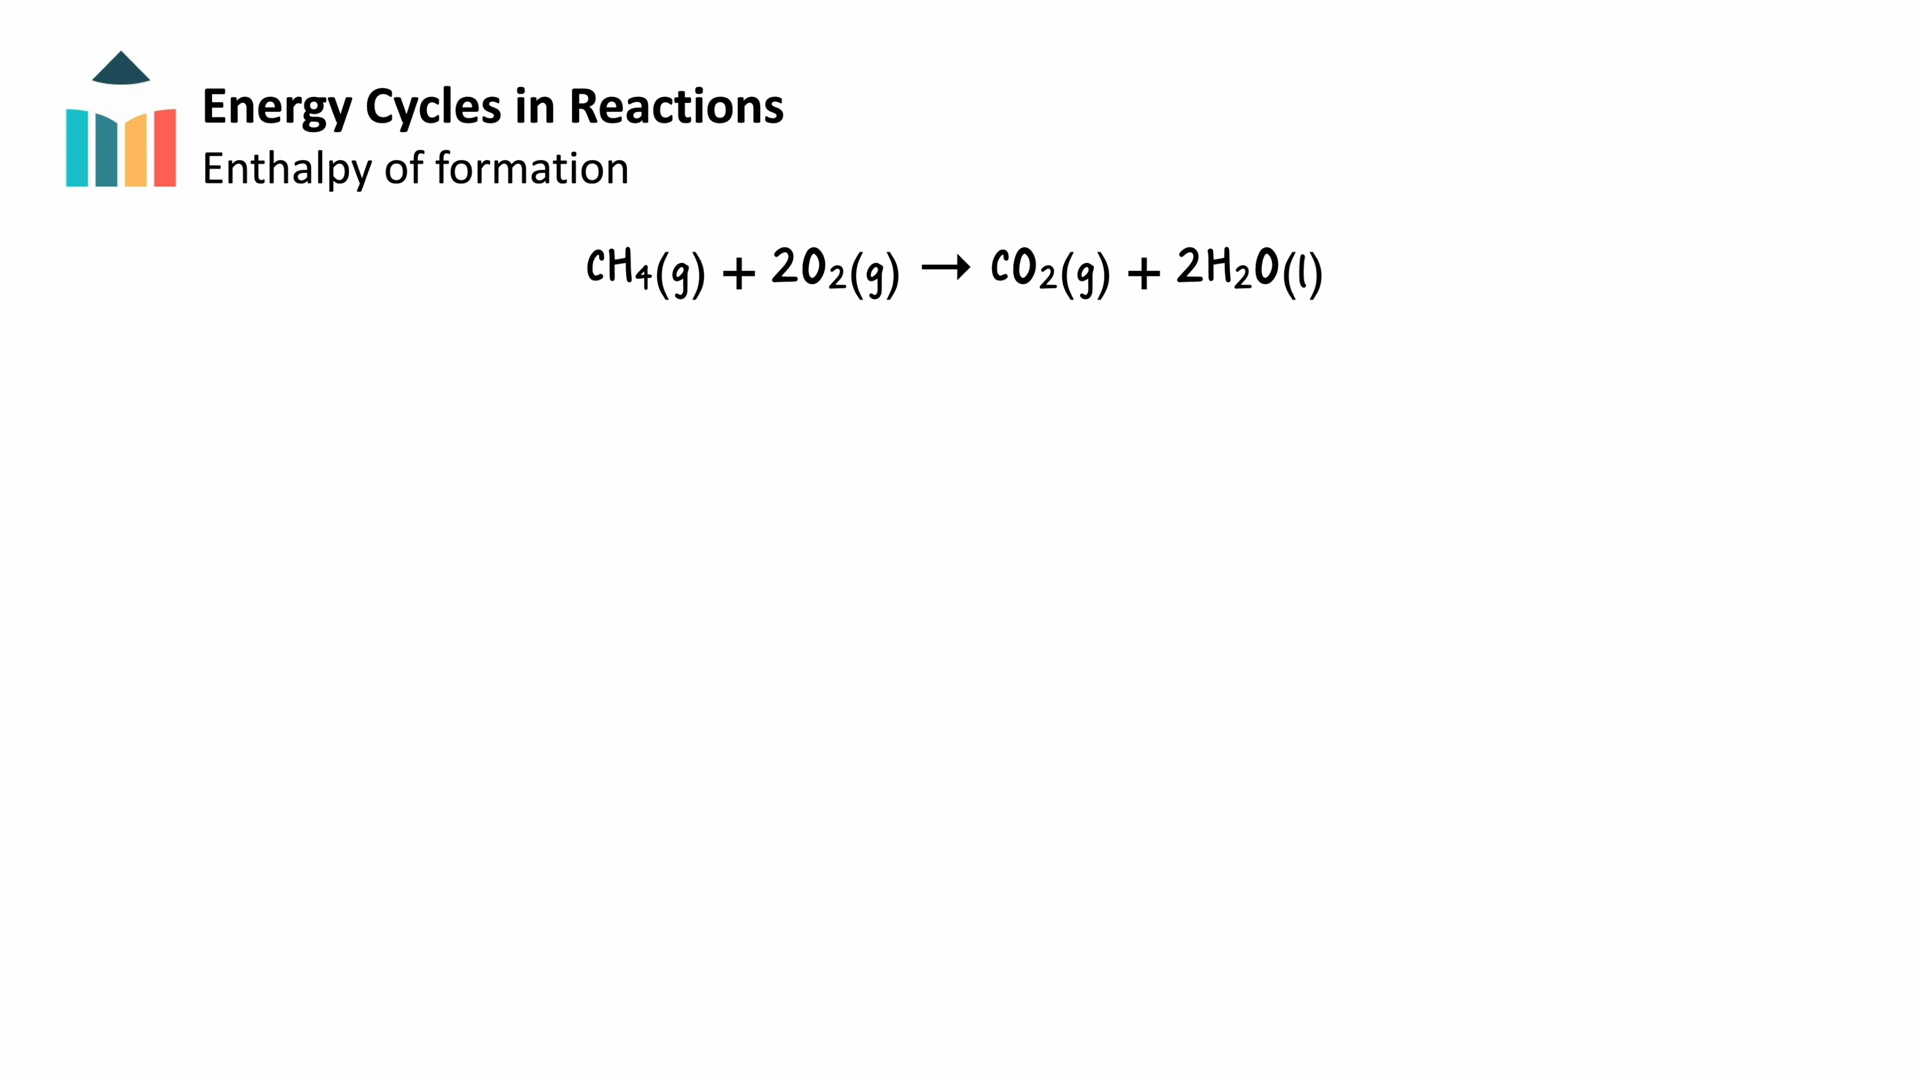 Energy Cycles in Reactions
Enthalpy of formation
CH₄(g) + 2O₂(g) → CO₂(g) + 2H₂O(l)